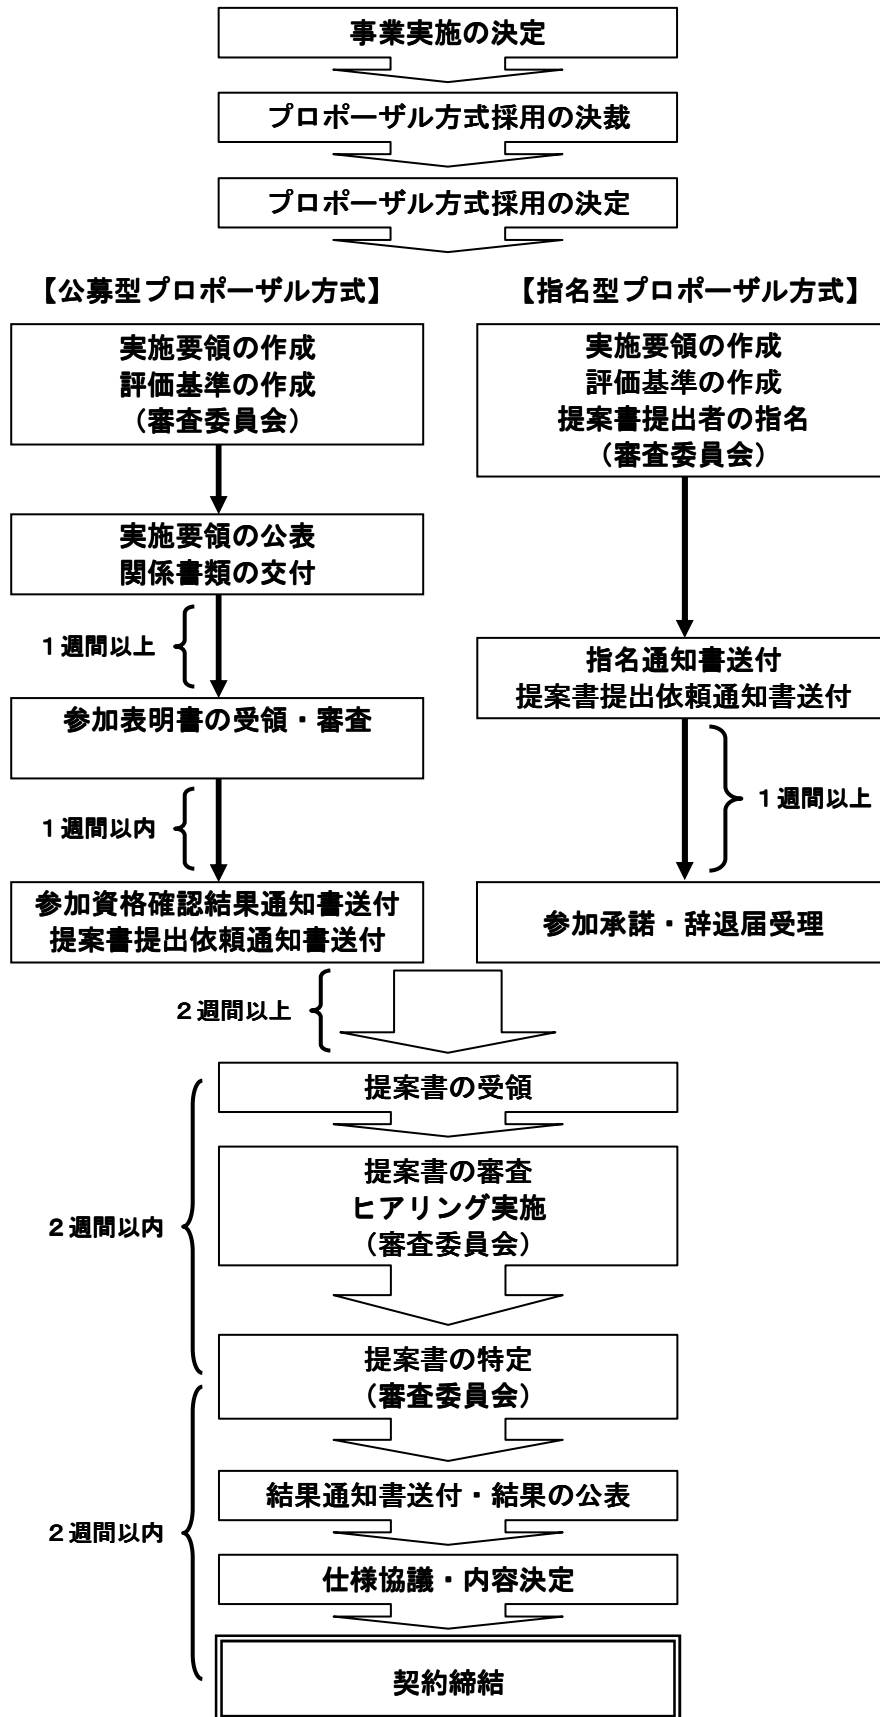 事業実施の決定
プロポーザル方式採用の決裁
プロポーザル方式採用の決定
【公募型プロポーザル方式】
実施要領の作成
評価基準の作成
（審査委員会）
実施要領の公表
関係書類の交付
１週間以上
参加表明書の受領・審査
１週間以内
参加資格確認結果通知書送付
提案書提出依頼通知書送付
【指名型プロポーザル方式】
実施要領の作成
評価基準の作成
提案書提出者の指名
（審査委員会）
指名通知書送付
提案書提出依頼通知書送付
１週間以上
参加承諾・辞退届受理
２週間以上
提案書の受領
提案書の審査
ヒアリング実施
（審査委員会）
２週間以内
提案書の特定
（審査委員会）
結果通知書送付・結果の公表
２週間以内
仕様協議・内容決定
契約締結